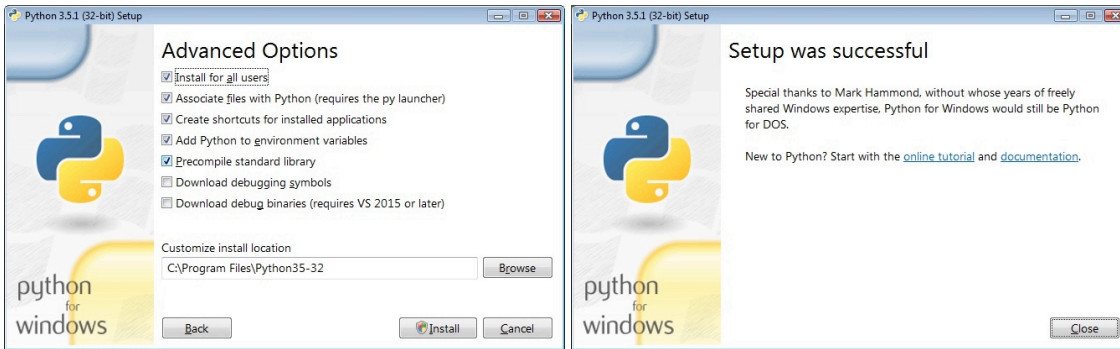 Python 3.5.1 (32-bit) Setup
Advanced Options
Install for all users
Associate files with Python (requires the py launcher)
Create shortcuts for installed applications
Add Python to environment variables
Precompile standard library
Download debugging symbols
Download debug binaries (requires VS 2015 or later)
Customize install location
C:\Program Files\Python35-32
Browse
python
for
windows
Back
Install
Cancel
Python 3.5.1 (32-bit) Setup
Setup was successful
Special thanks to Mark Hammond, without whose years of freely
shared Windows expertise, Python for Windows would still be Python
for DOS.
New to Python? Start with the online tutorial and documentation.
python
for
windows
Close